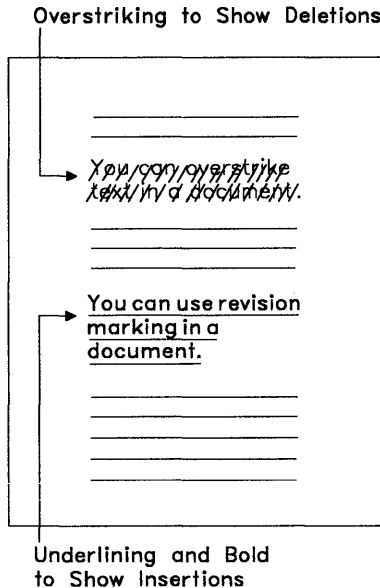 Overstriking to Show Deletions
You can overstrike
text in a document.
You can use revision
marking in a
document.
Underlining and Bold
to Show Insertions